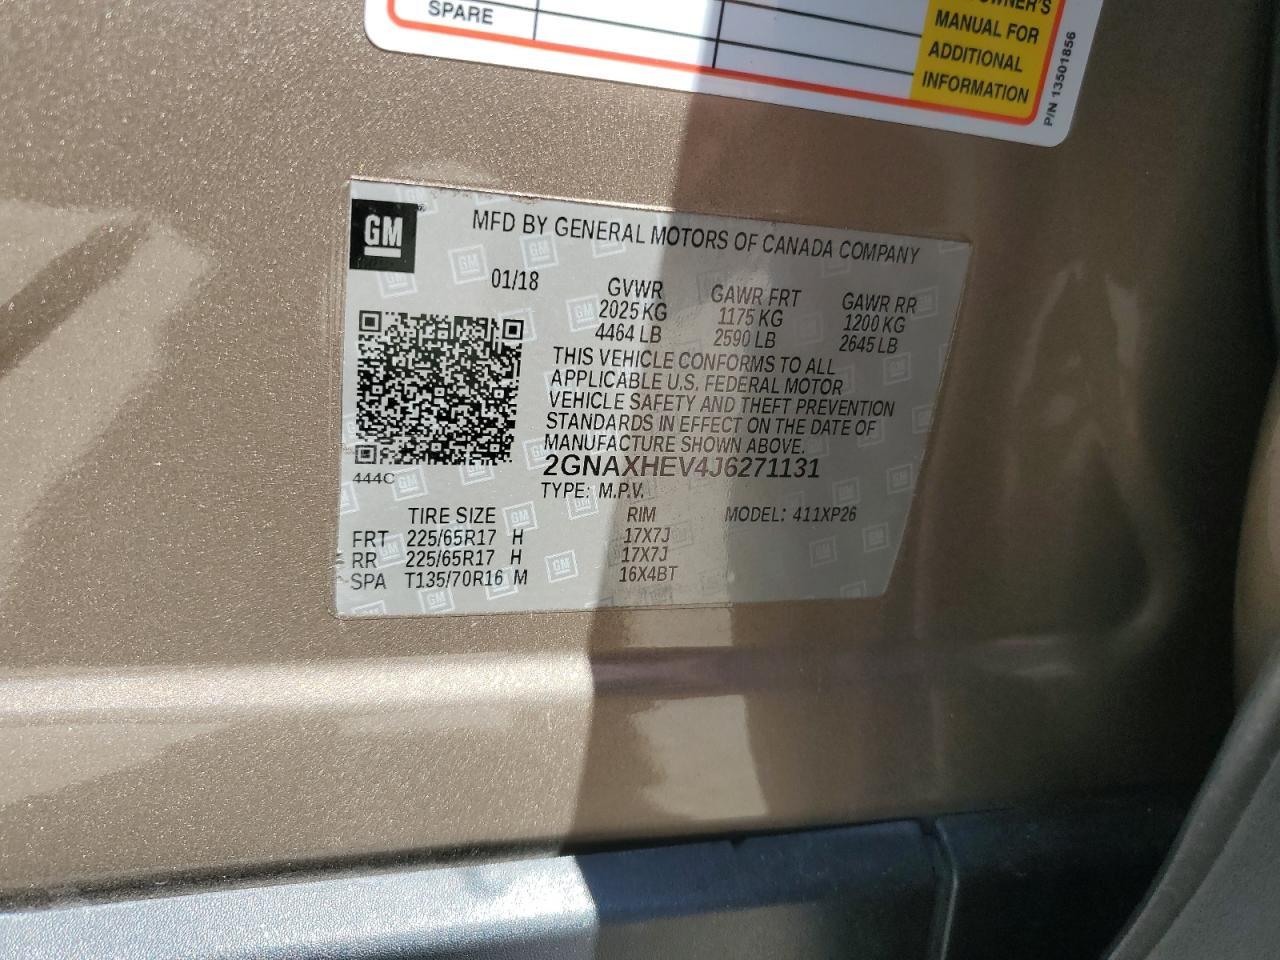 SPARE
OWNER'S
MANUAL FOR
ADDITIONAL
INFORMATION
P/N 13501856
GM
MFD BY GENERAL MOTORS OF CANADA COMPANY
01/18 GVWR GAWR FRT GAWR RR
2025 KG 1175 KG 1200 KG
4464 LB 2590 LB 2645 LB
THIS VEHICLE CONFORMS TO ALL
APPLICABLE U.S. FEDERAL MOTOR
VEHICLE SAFETY AND THEFT PREVENTION
STANDARDS IN EFFECT ON THE DATE OF
MANUFACTURE SHOWN ABOVE.
2GNAXHEV4J6271131
444C
TYPE: M.P.V.
TIRE SIZE RIM MODEL: 411XP26
FRT 225/65R17 H 17X7J
RR 225/65R17 H 17X7J
SPA T135/70R16 M 16X4BT